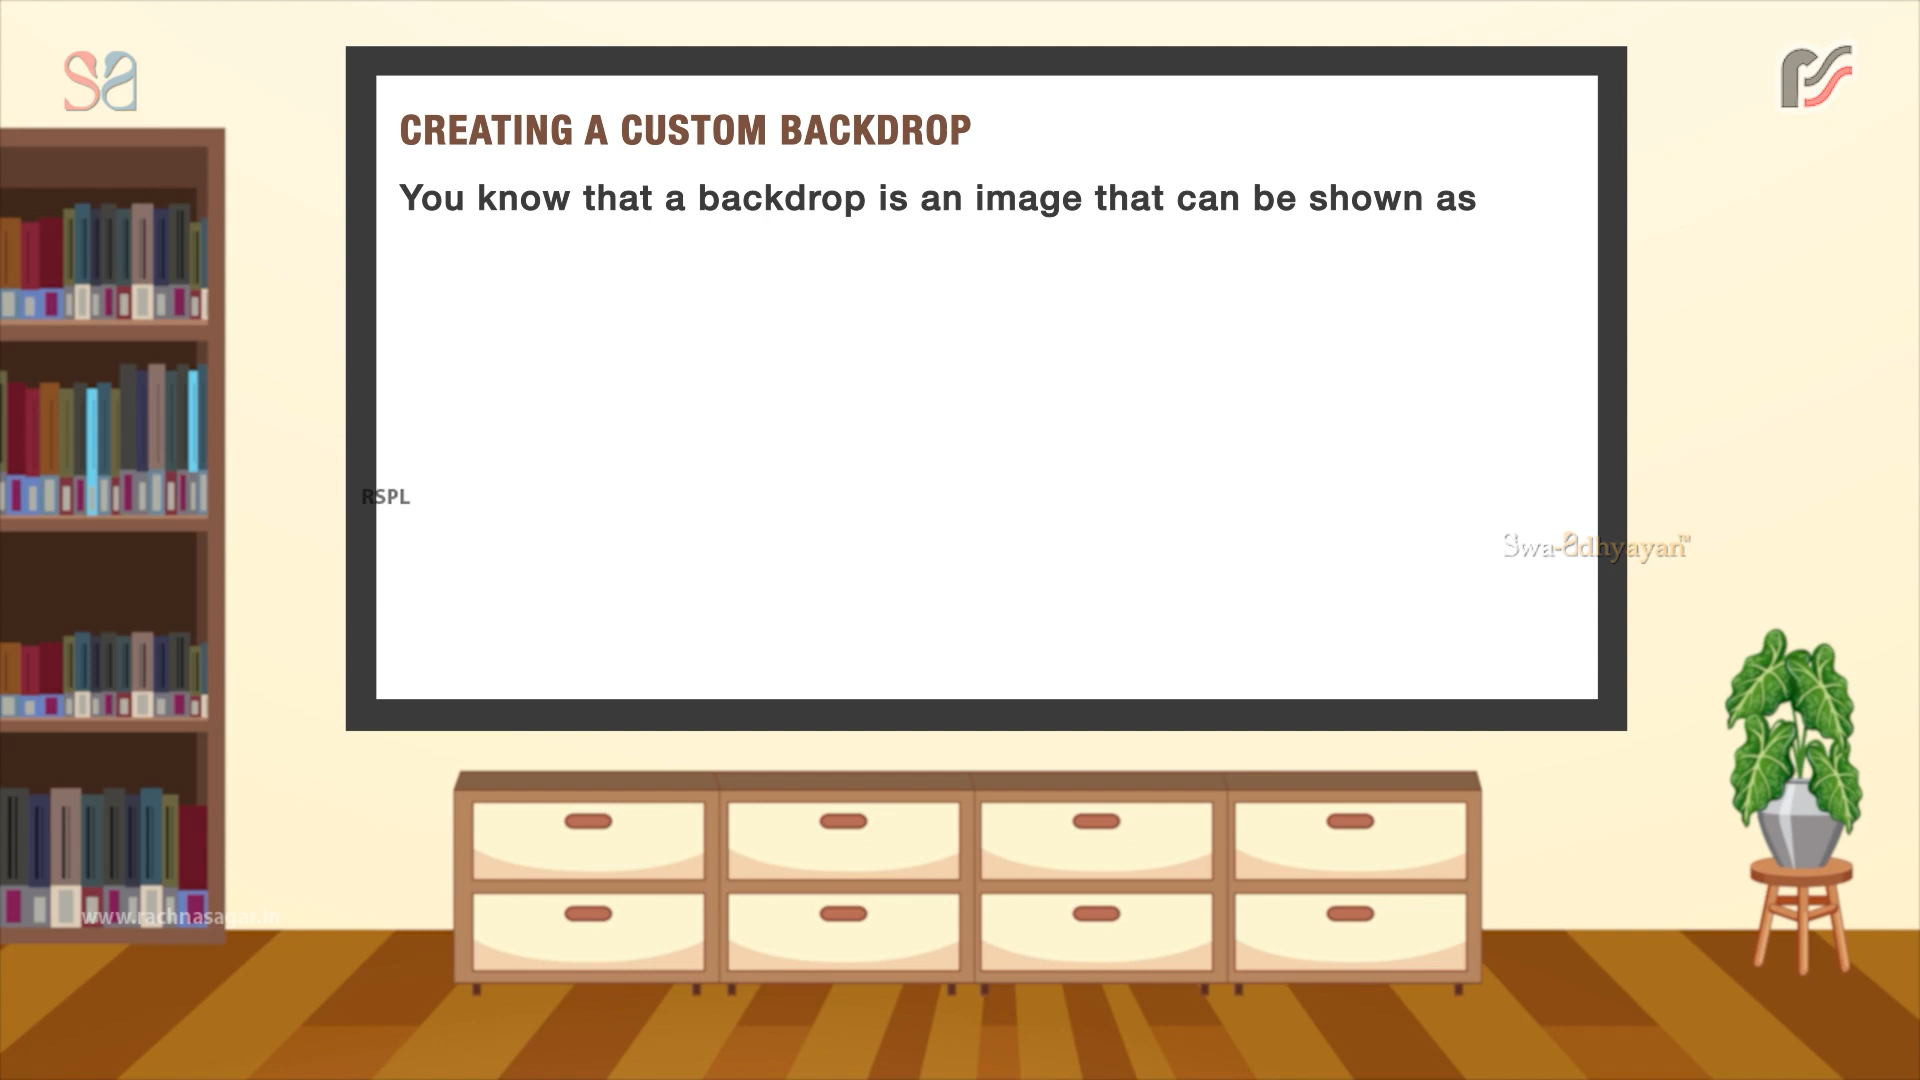 sa
rs
CREATING A CUSTOM BACKDROP
You know that a backdrop is an image that can be shown as
RSPL
Swa-adhyayan™
www.rachnasagar.in